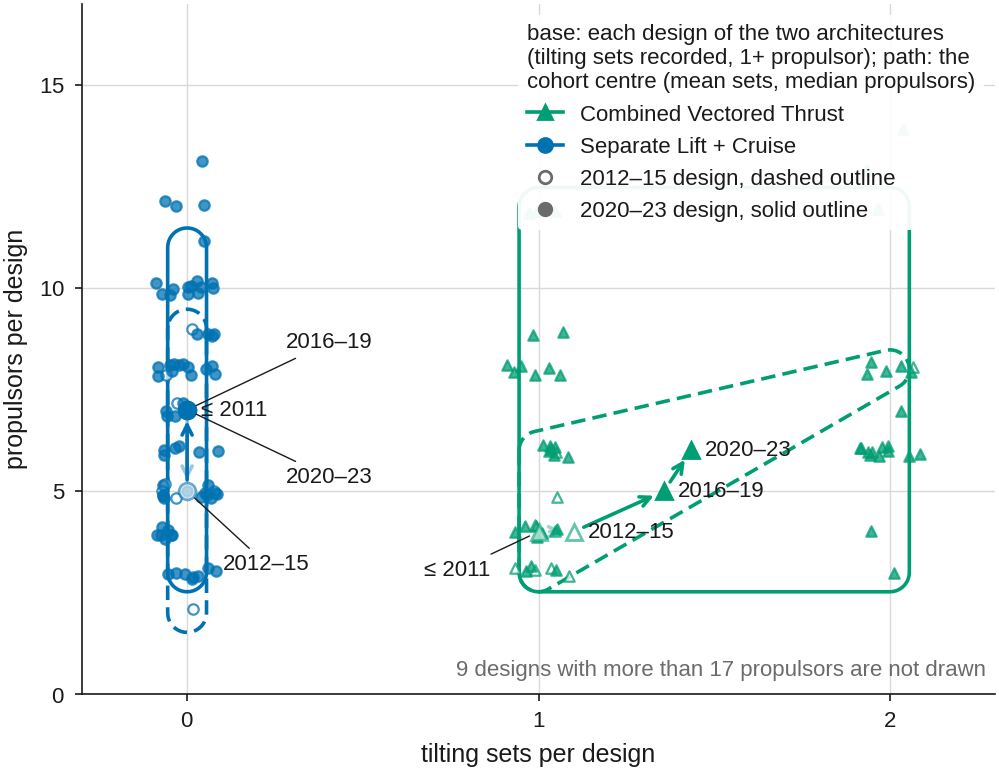 base: each design of the two architectures
(tilting sets recorded, 1+ propulsor); path: the
cohort centre (mean sets, median propulsors)
Combined Vectored Thrust
Separate Lift + Cruise
2012–15 design, dashed outline
2020–23 design, solid outline
15
10
5
0
propulsors per design
2016–19
≤ 2011
2020–23
2012–15
2020–23
2016–19
2012–15
≤ 2011
9 designs with more than 17 propulsors are not drawn
0
1
2
tilting sets per design